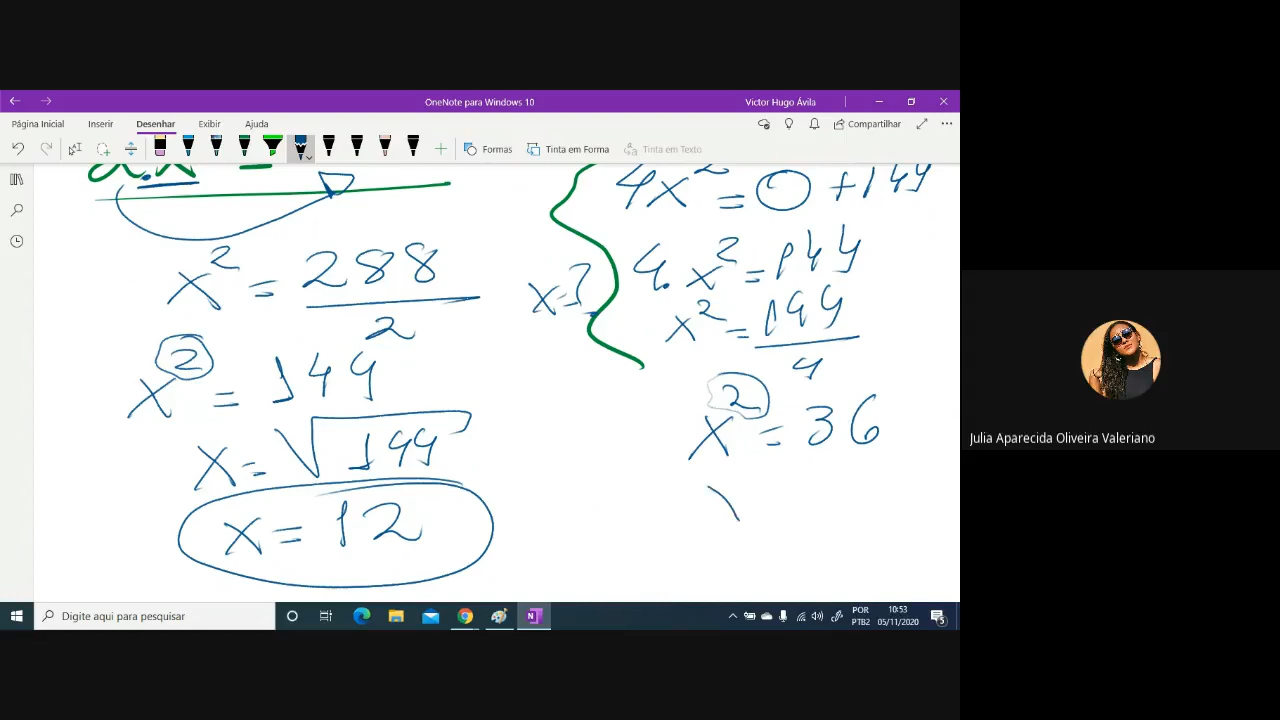 OneNote para Windows 10
Victor Hugo Ávila
Página Inicial Inserir Desenhar Exibir Ajuda
Compartilhar
Formas Tinta em Forma Tinta em Texto
x² = 288
2
x² = 144
x = √144
x = 12
x=?
4x² = 0 + 144
4.x² = 144
x² = 144
4
x² = 36
Julia Aparecida Oliveira Valeriano
Digite aqui para pesquisar
POR
PTB2
10:53
05/11/2020
5